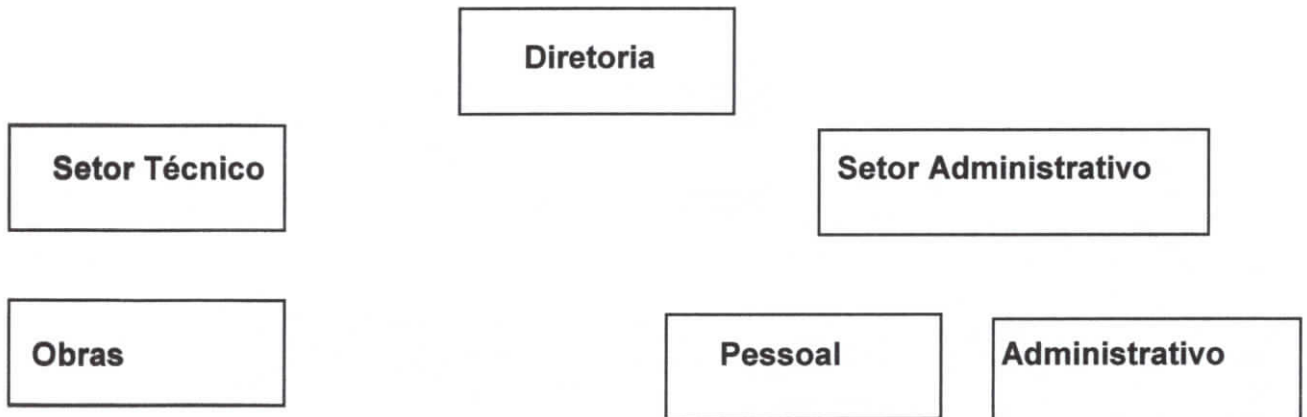 Diretoria
Setor Técnico
Setor Administrativo
Obras
Pessoal
Administrativo